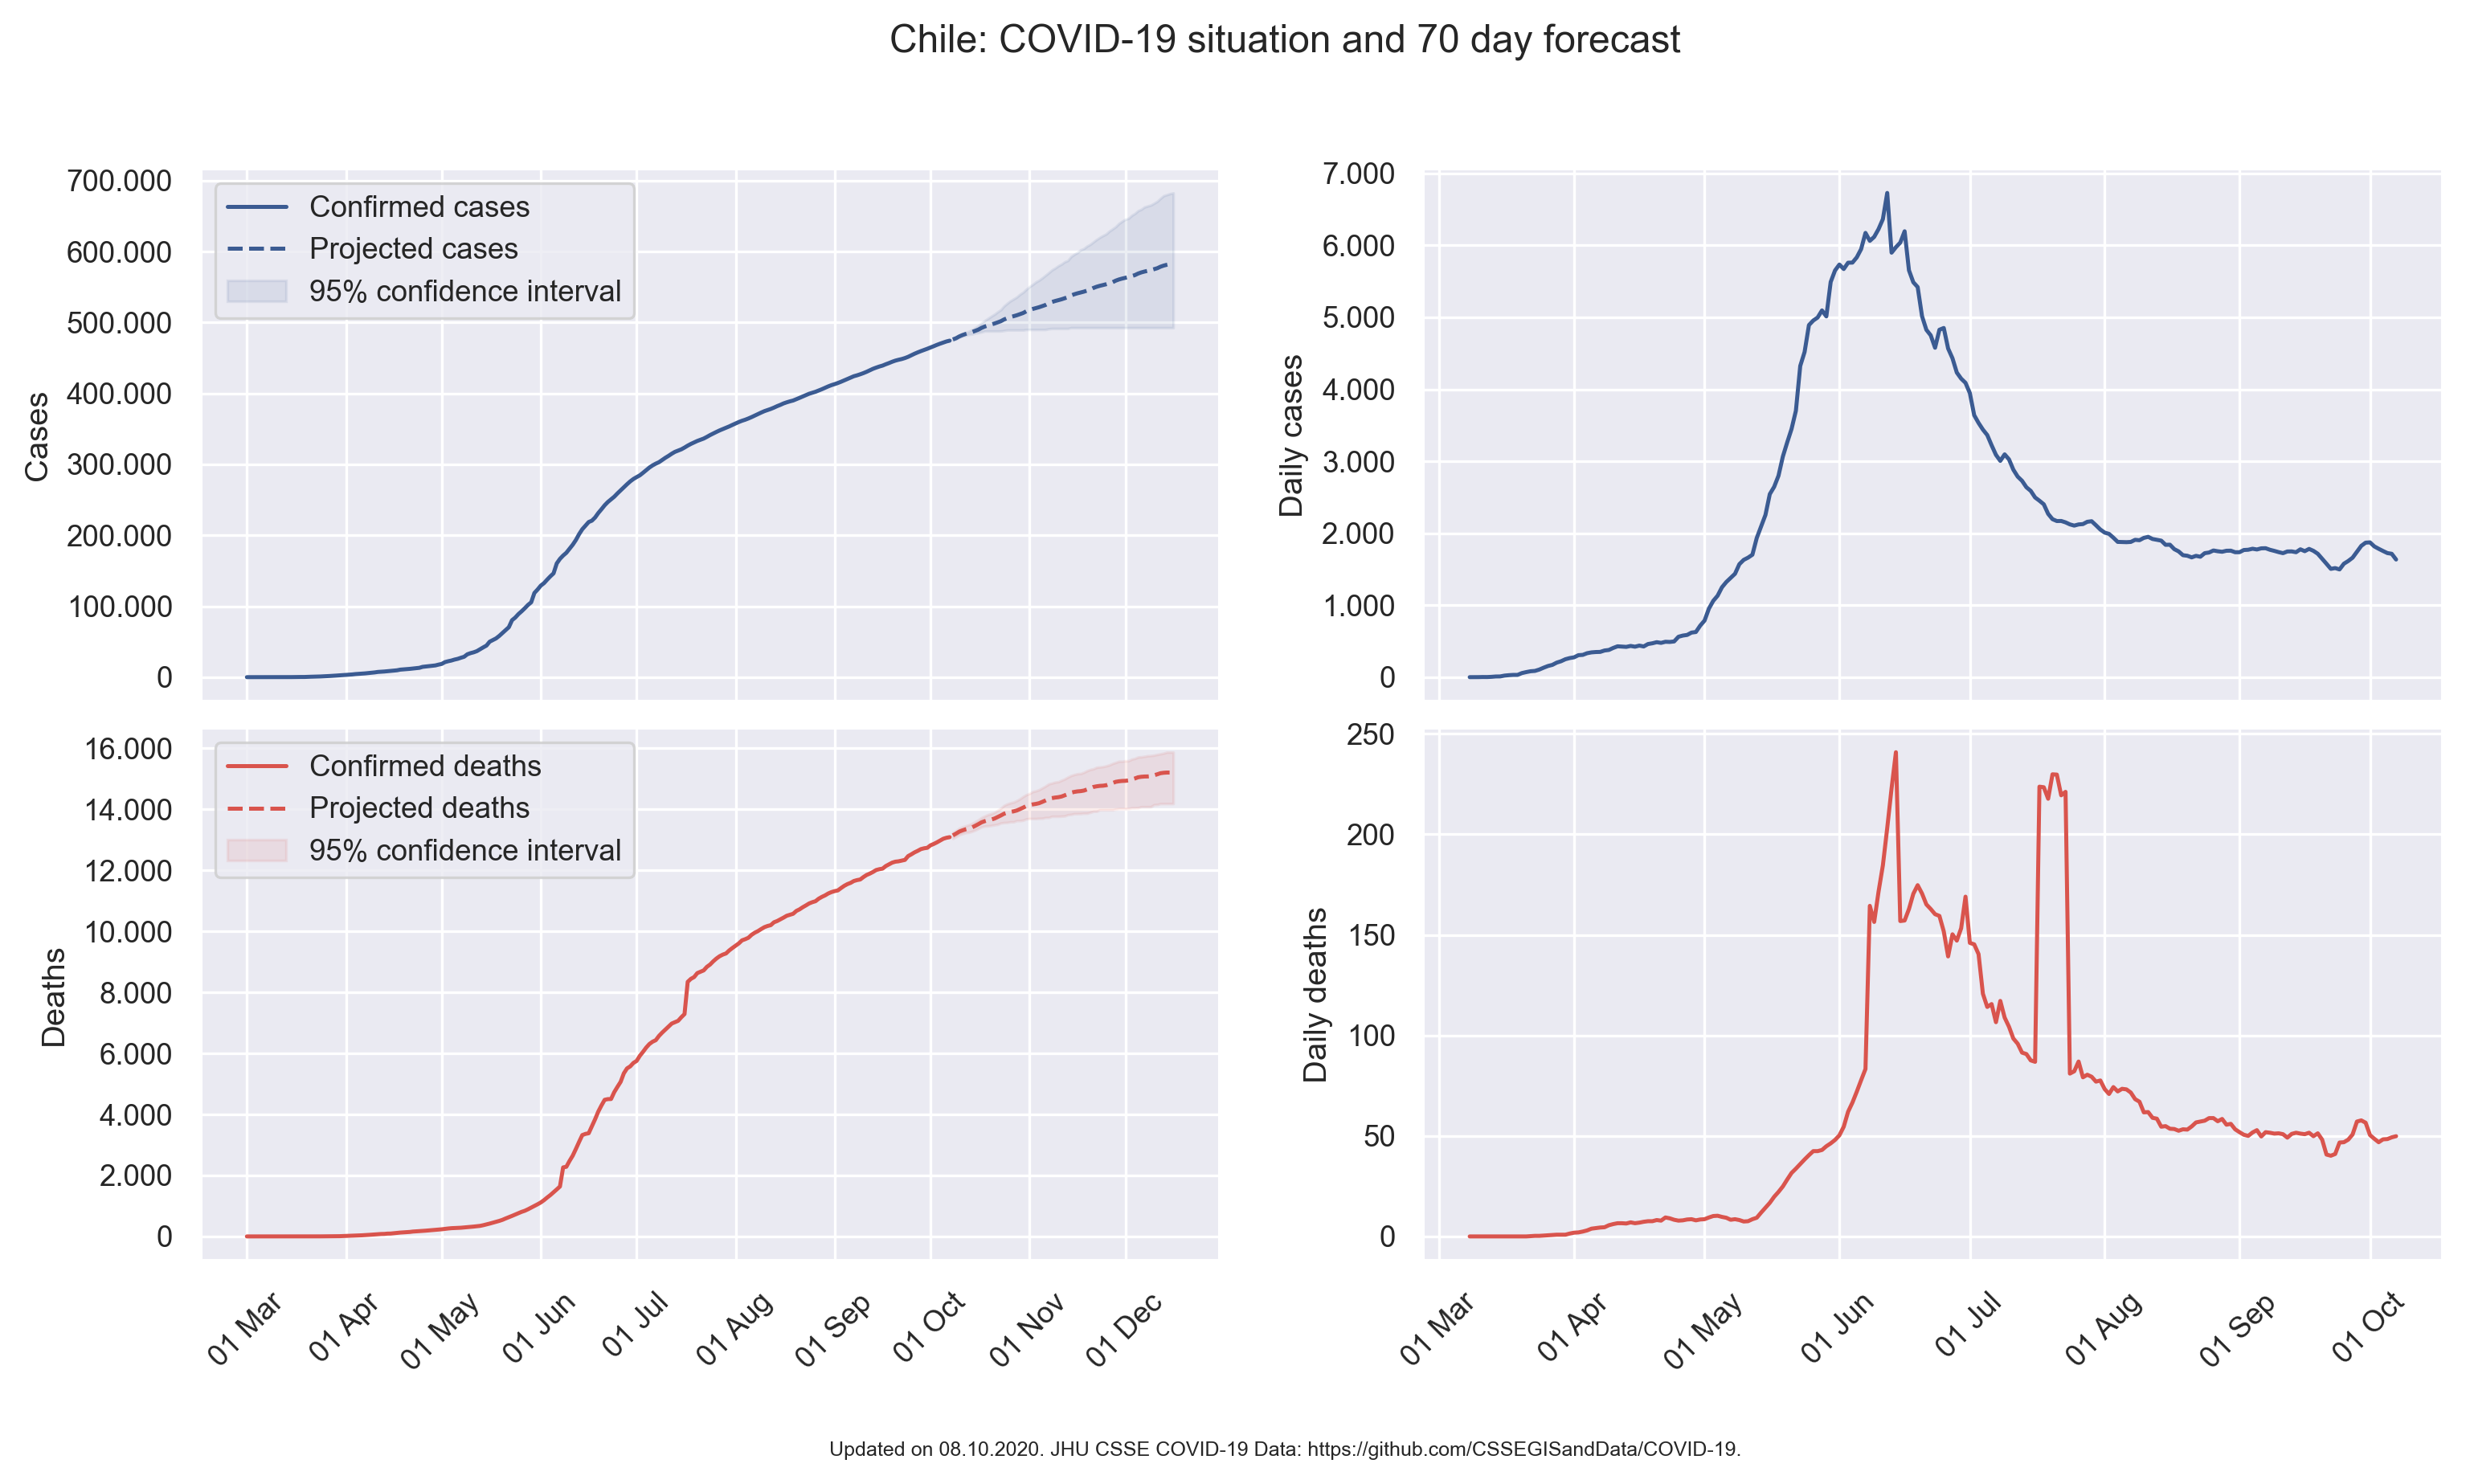 Chile: COVID-19 situation and 70 day forecast
700.000
600.000
500.000
400.000
300.000
200.000
100.000
0
Cases
Confirmed cases
Projected cases
95% confidence interval
7.000
6.000
5.000
4.000
3.000
2.000
1.000
0
Daily cases
16.000
14.000
12.000
10.000
8.000
6.000
4.000
2.000
0
Deaths
Confirmed deaths
Projected deaths
95% confidence interval
01 Mar
01 Apr
01 May
01 Jun
01 Jul
01 Aug
01 Sep
01 Oct
01 Nov
01 Dec
250
200
150
100
50
0
Daily deaths
01 Mar
01 Apr
01 May
01 Jun
01 Jul
01 Aug
01 Sep
01 Oct
Updated on 08.10.2020. JHU CSSE COVID-19 Data: https://github.com/CSSEGISandData/COVID-19.